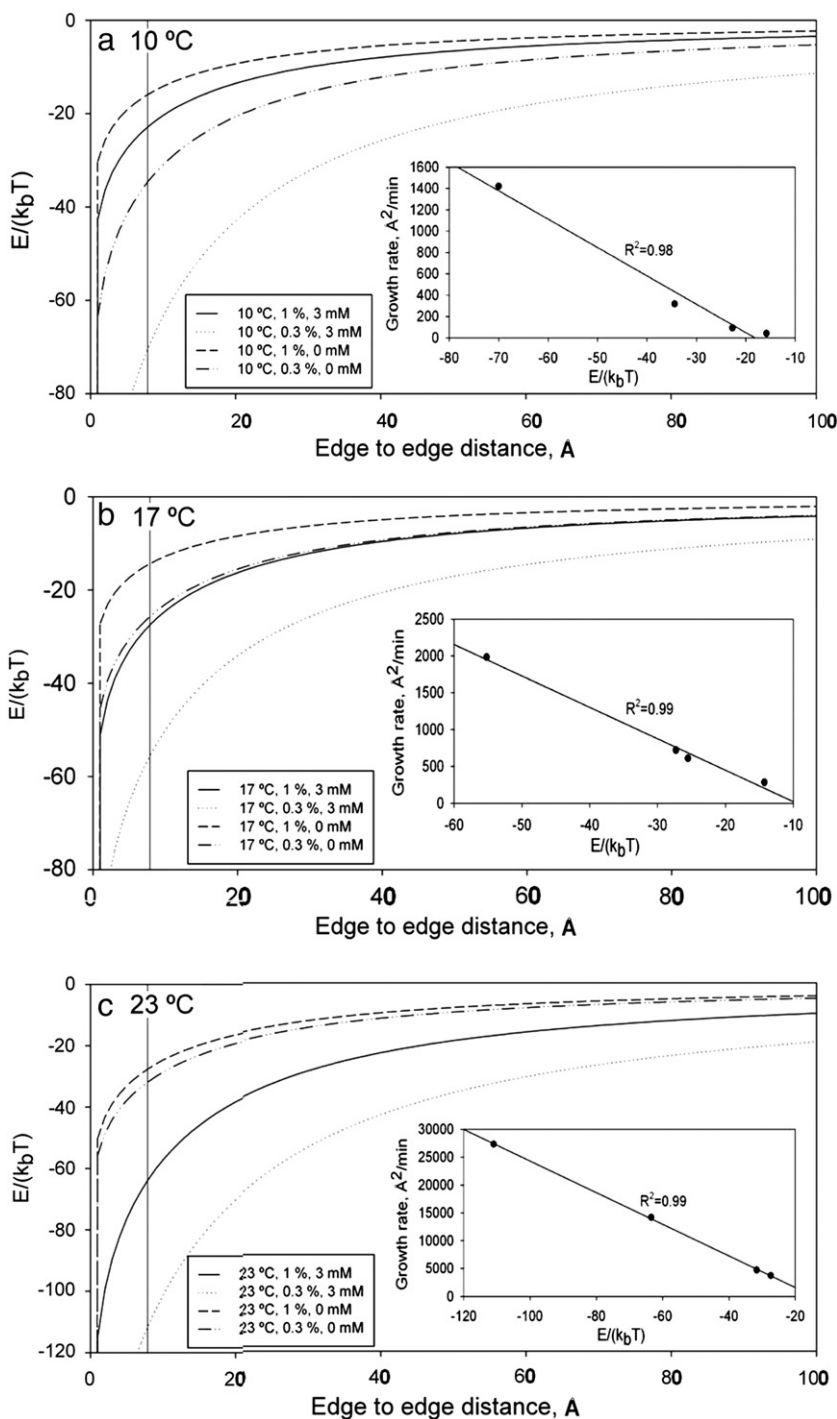 a 10 ºC
0
-20
-40
-60
-80
E/(kbT)
0 20 40 60 80 100
Edge to edge distance, Å
10 ºC, 1 %, 3 mM
10 ºC, 0.3 %, 3 mM
10 ºC, 1 %, 0 mM
10 ºC, 0.3 %, 0 mM
1600
1400
1200
1000
800
600
400
200
0
Growth rate, A²/min
R²=0.98
-80 -70 -60 -50 -40 -30 -20 -10
E/(kbT)
b 17 ºC
0
-20
-40
-60
-80
E/(kbT)
0 20 40 60 80 100
Edge to edge distance, Å
17 ºC, 1 %, 3 mM
17 ºC, 0.3 %, 3 mM
17 ºC, 1 %, 0 mM
17 ºC, 0.3 %, 0 mM
2500
2000
1500
1000
500
0
Growth rate, A²/min
R²=0.99
-60 -50 -40 -30 -20 -10
E/(kbT)
c 23 ºC
0
-20
-40
-60
-80
-100
-120
E/(kbT)
0 20 40 60 80 100
Edge to edge distance, Å
23 ºC, 1 %, 3 mM
23 ºC, 0.3 %, 3 mM
23 ºC, 1 %, 0 mM
23 ºC, 0.3 %, 0 mM
30000
25000
20000
15000
10000
5000
0
Growth rate, A²/min
R²=0.99
-120 -100 -80 -60 -40 -20
E/(kbT)